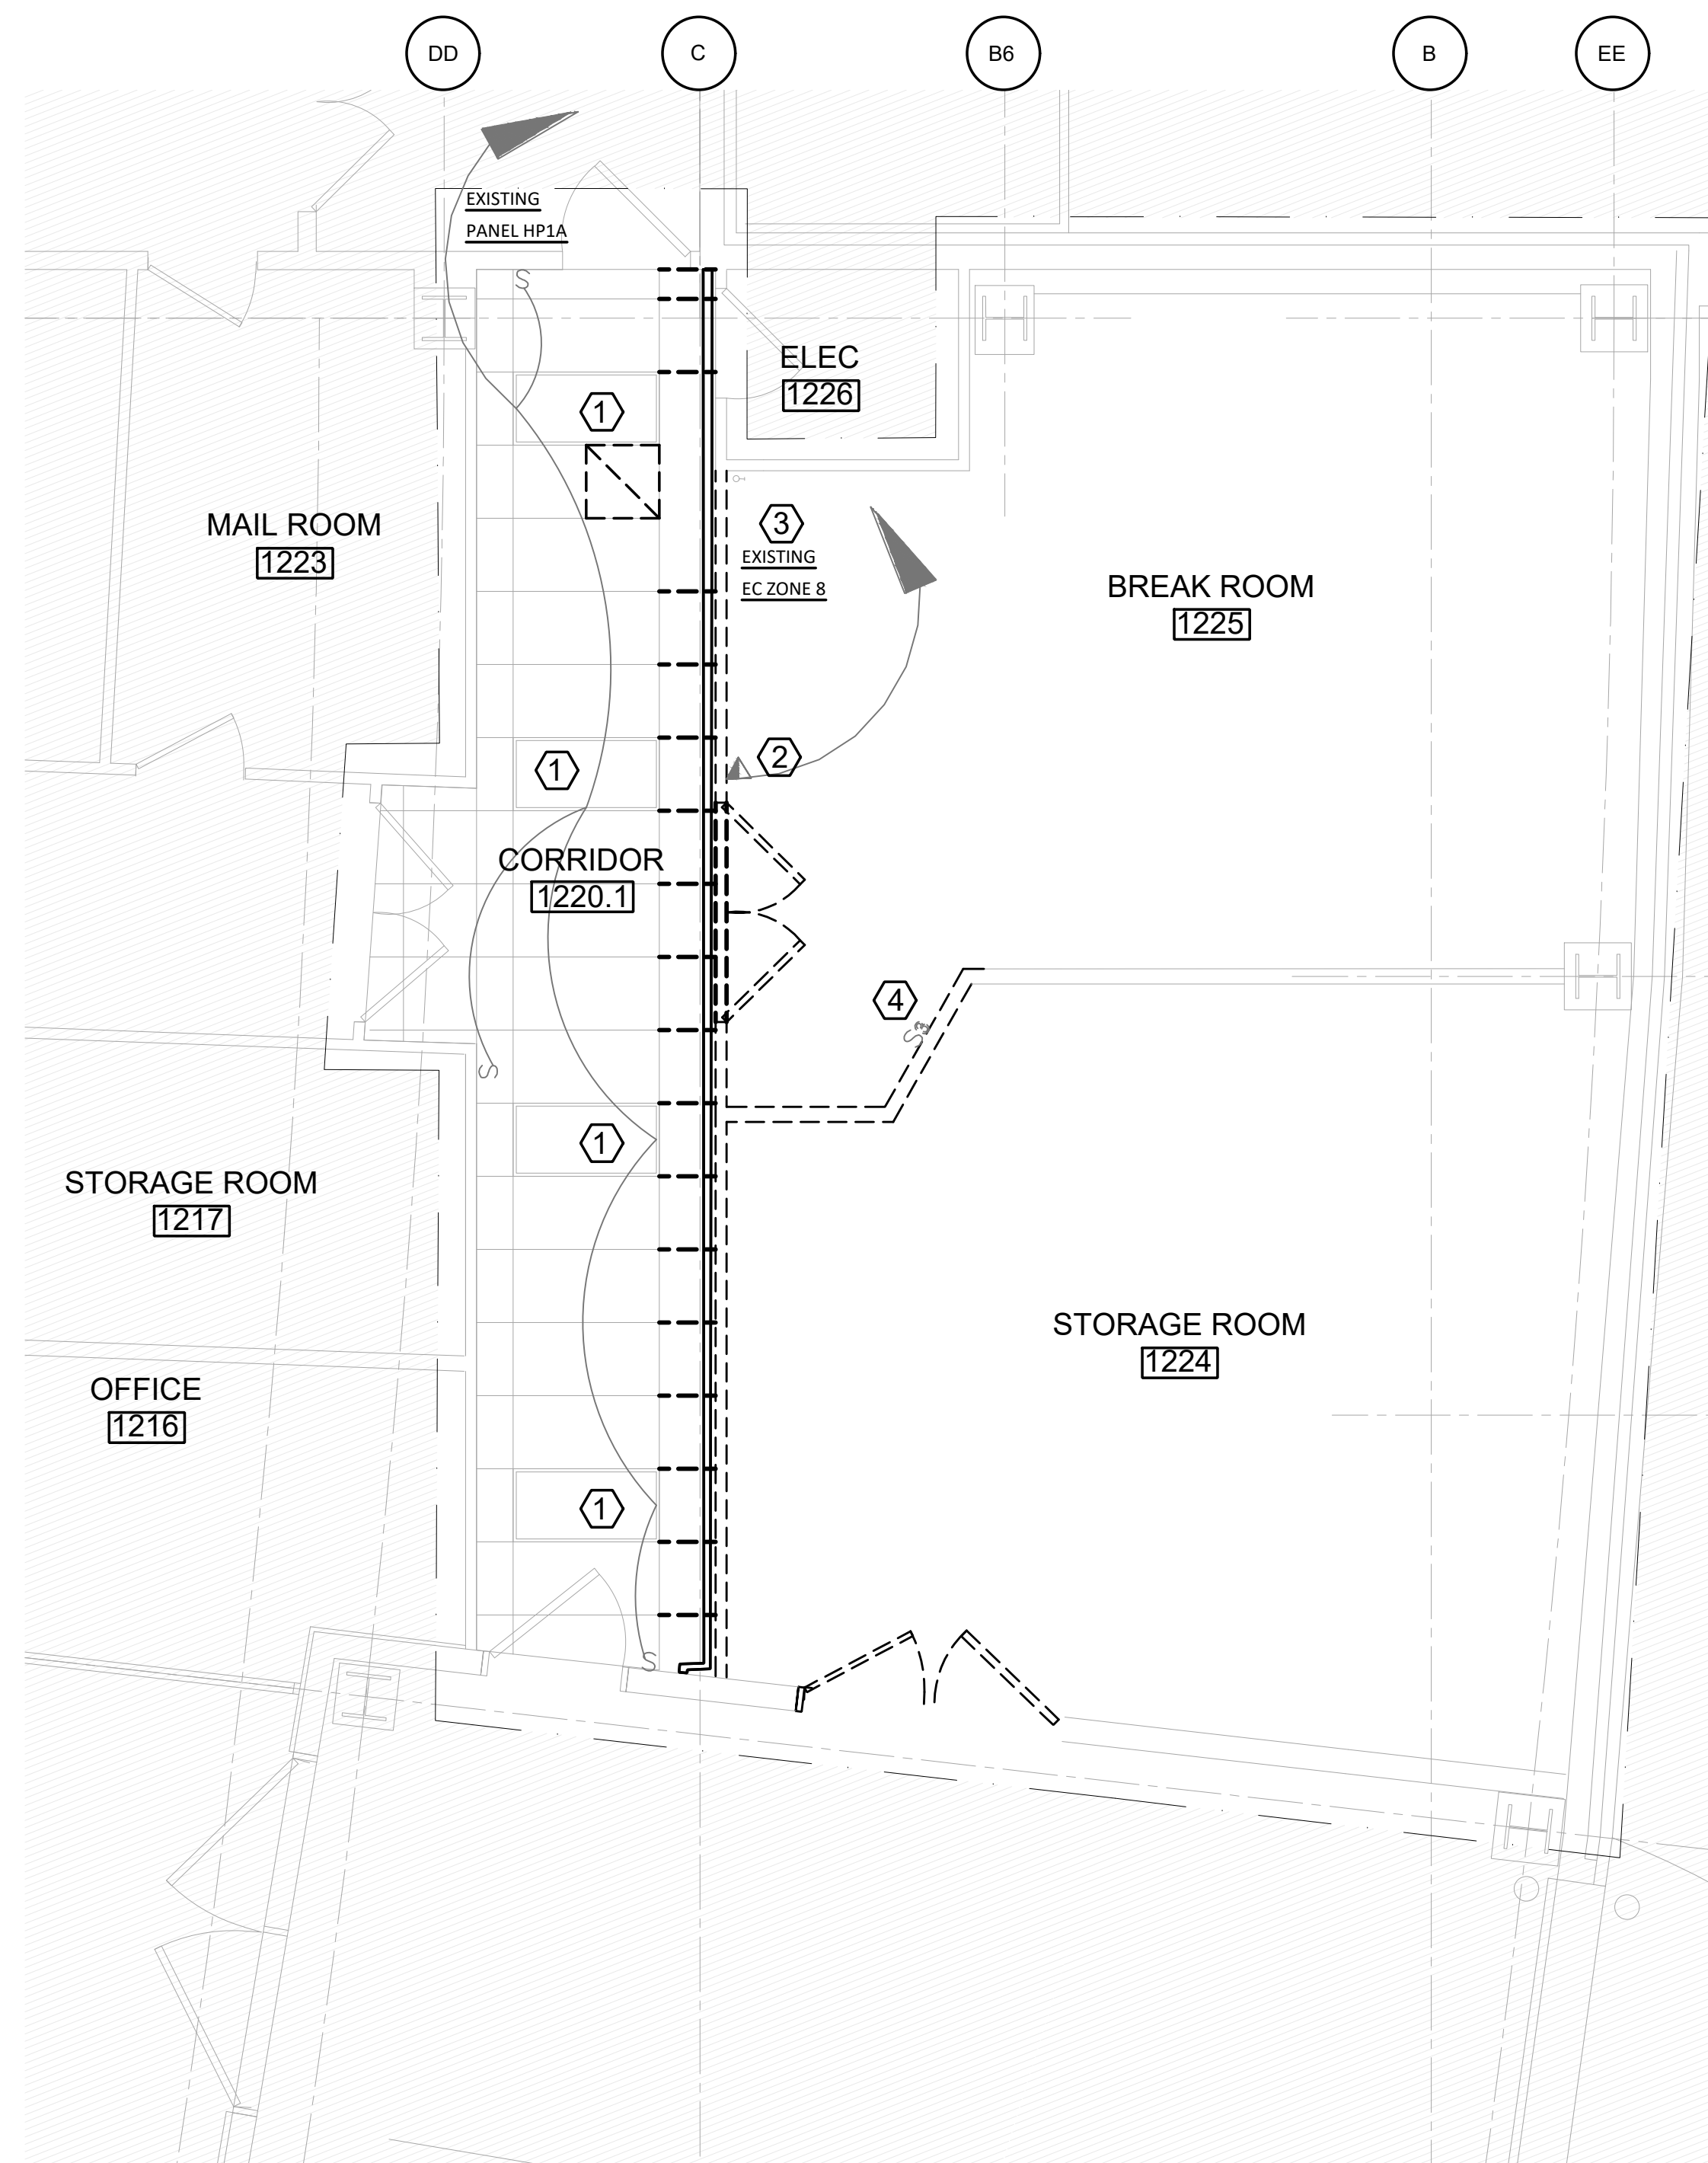 DD
C
B6
B
EE
EXISTING
PANEL HP1A
S
ELEC
1226
1
MAIL ROOM
1223
3
EXISTING
EC ZONE 8
BREAK ROOM
1225
2
1
CORRIDOR
1220.1
4
S3
S
1
STORAGE ROOM
1217
STORAGE ROOM
1224
OFFICE
1216
1
S